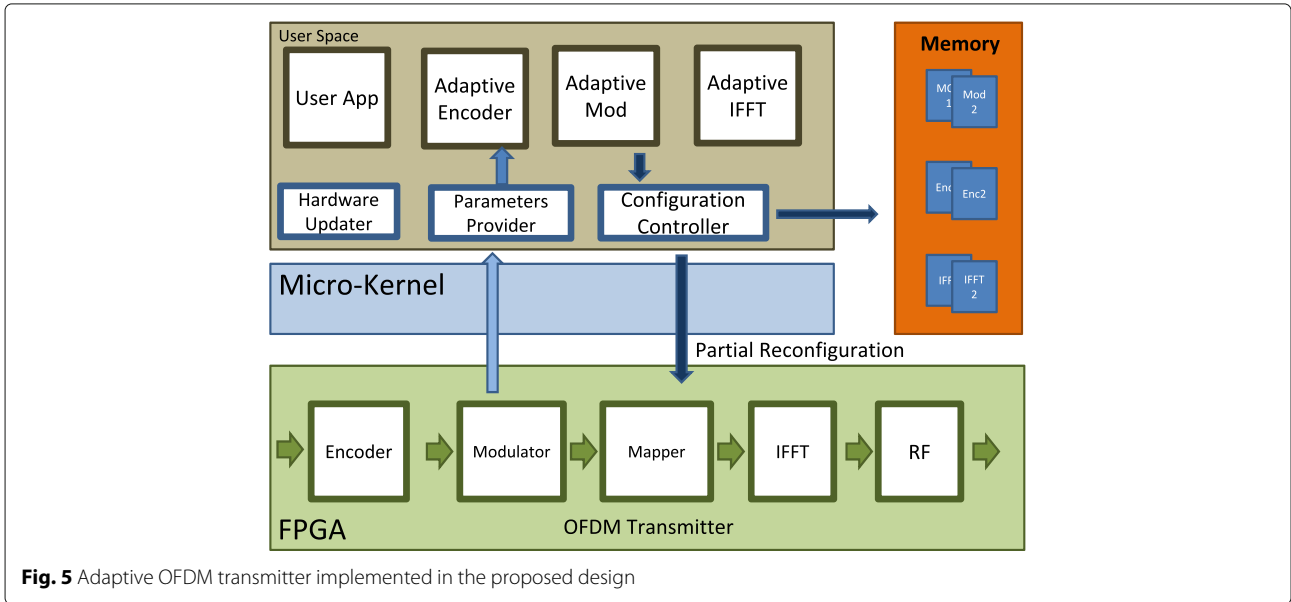 User Space
User App
Adaptive
Encoder
Adaptive
Mod
Adaptive
IFFT
Hardware
Updater
Parameters
Provider
Configuration
Controller
Memory
1
Mod
2
Enc2
IFFT
2
Micro-Kernel
Partial Reconfiguration
Encoder
Modulator
Mapper
IFFT
RF
FPGA
OFDM Transmitter
Fig. 5 Adaptive OFDM transmitter implemented in the proposed design